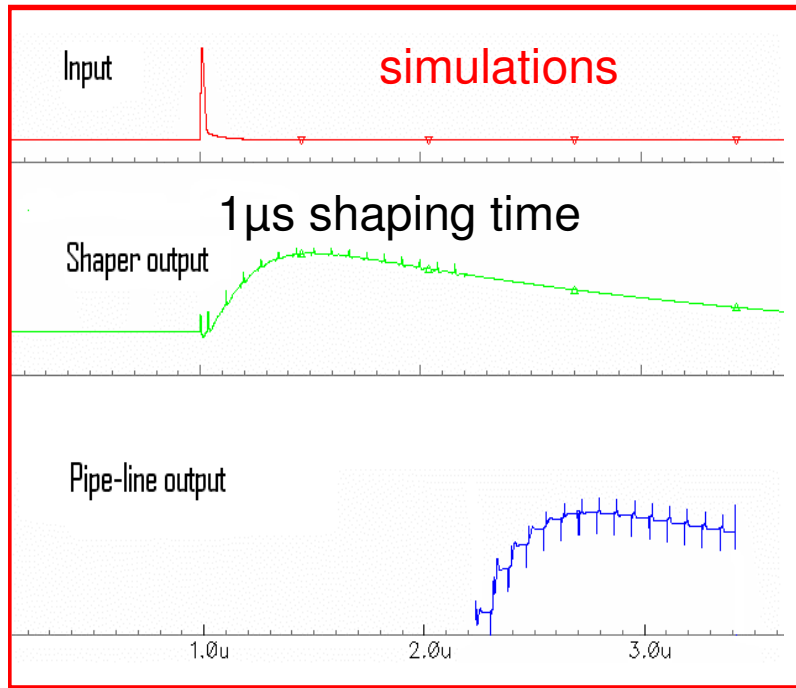 Input
simulations
1µs shaping time
Shaper output
Pipe-line output
1.0u 2.0u 3.0u